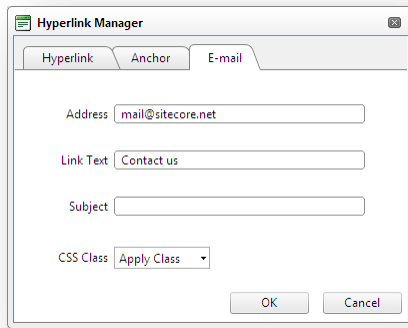 Hyperlink Manager
Hyperlink Anchor E-mail
Address mail@sitecore.net
Link Text Contact us
Subject
CSS Class Apply Class
OK Cancel